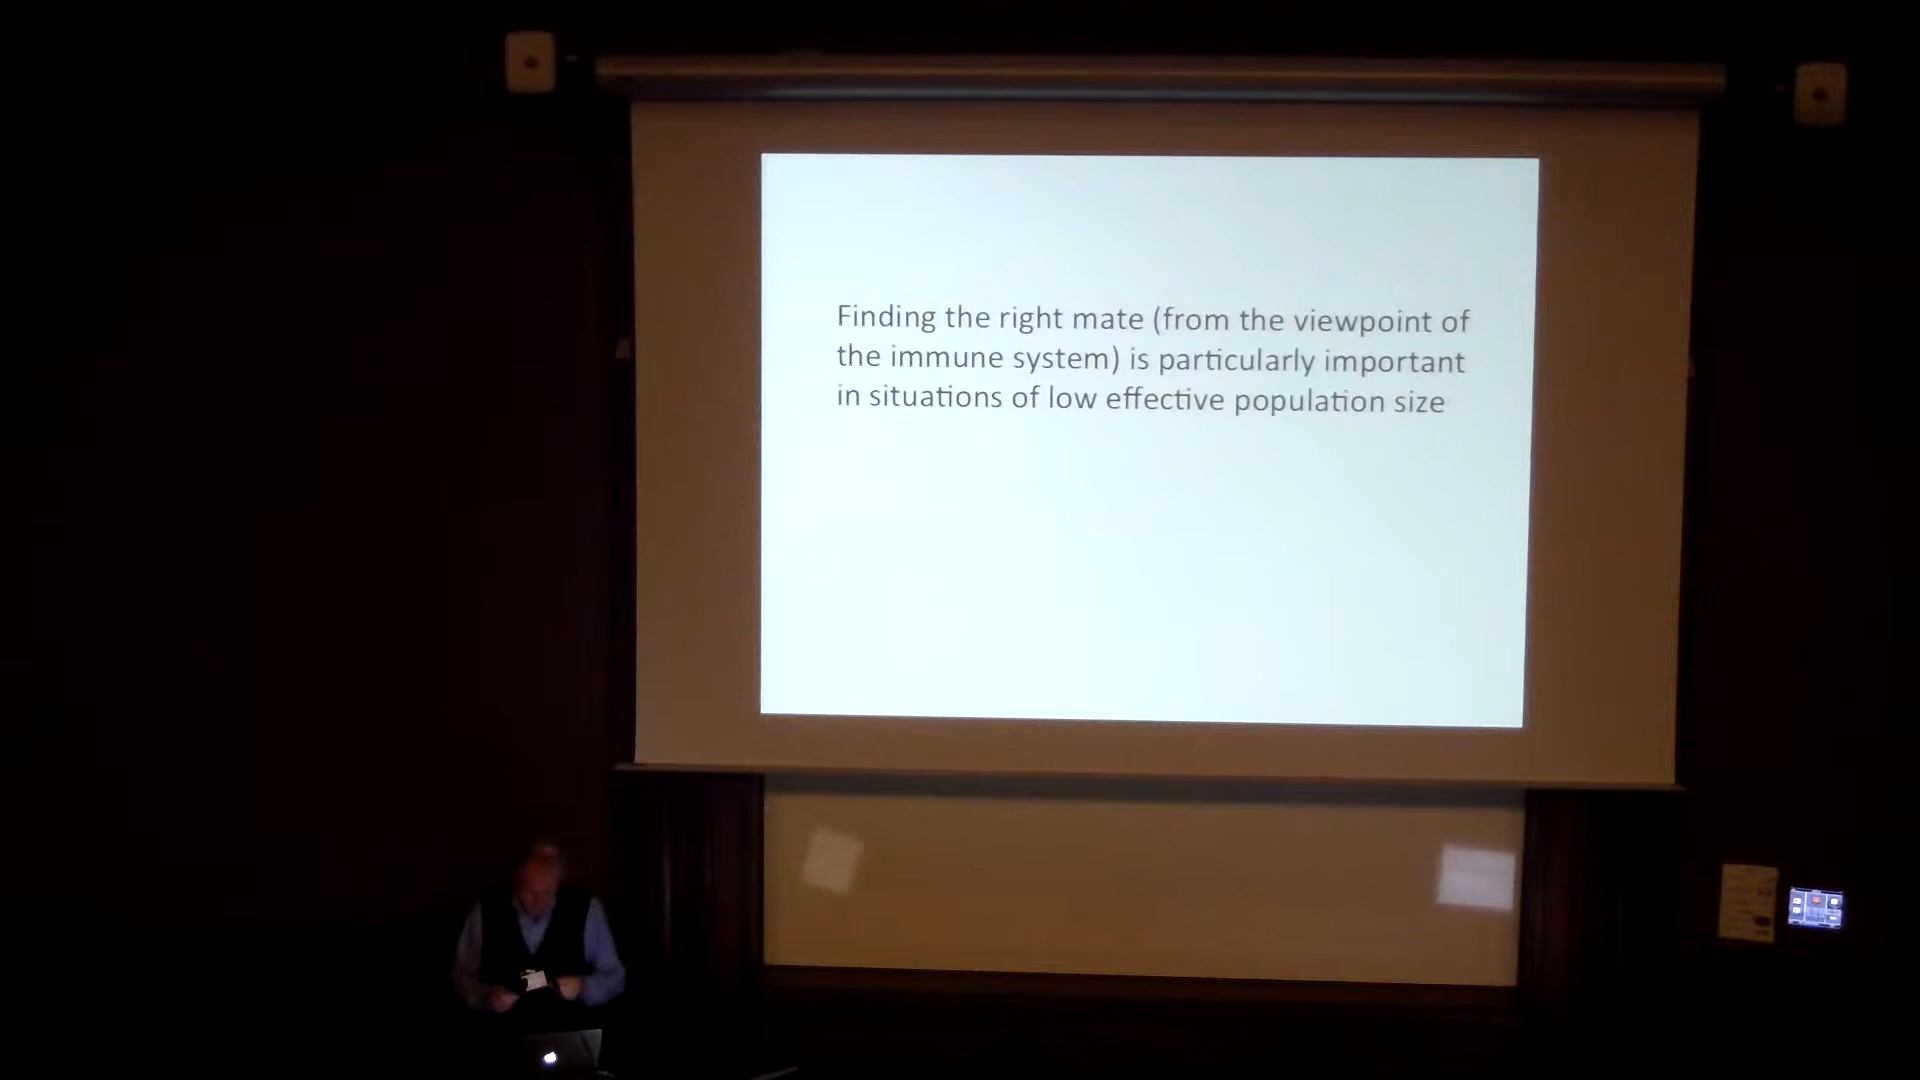 Finding the right mate (from the viewpoint of
the immune system) is particularly important
in situations of low effective population size